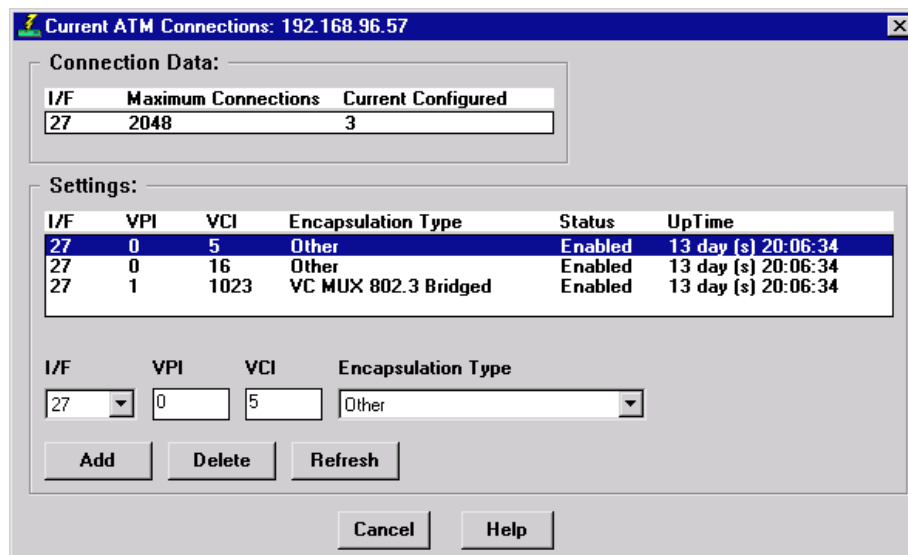 Current ATM Connections: 192.168.96.57
Connection Data:
I/F Maximum Connections Current Configured
27 2048 3
Settings:
I/F VPI VCI Encapsulation Type Status UpTime
27 0 5 Other Enabled 13 day (s) 20:06:34
27 0 16 Other Enabled 13 day (s) 20:06:34
27 1 1023 VC MUX 802.3 Bridged Enabled 13 day (s) 20:06:34
I/F VPI VCI Encapsulation Type
27 0 5 Other
Add Delete Refresh
Cancel Help